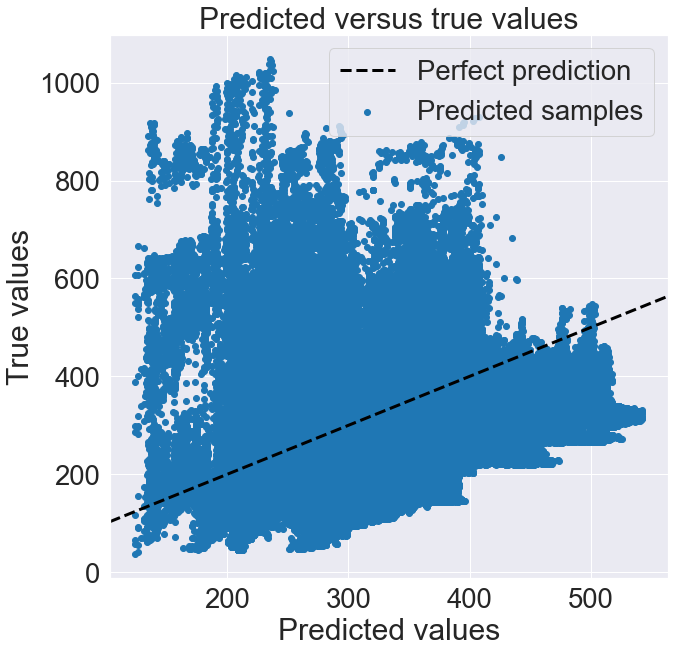 Predicted versus true values
Perfect prediction
Predicted samples
1000
800
600
400
200
0
True values
200 300 400 500
Predicted values